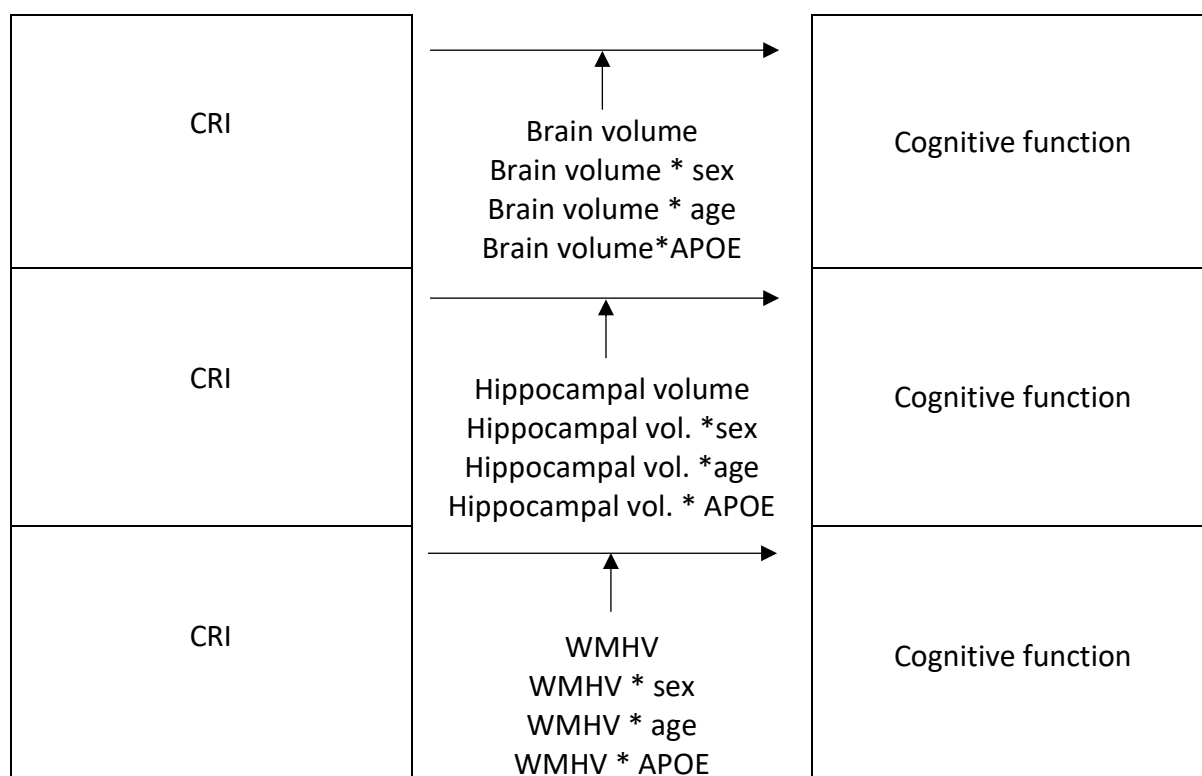 CRI
Brain volume
Brain volume * sex
Brain volume * age
Brain volume*APOE
Cognitive function
CRI
Hippocampal volume
Hippocampal vol. *sex
Hippocampal vol. *age
Hippocampal vol. * APOE
Cognitive function
CRI
WMHV
WMHV * sex
WMHV * age
WMHV * APOE
Cognitive function